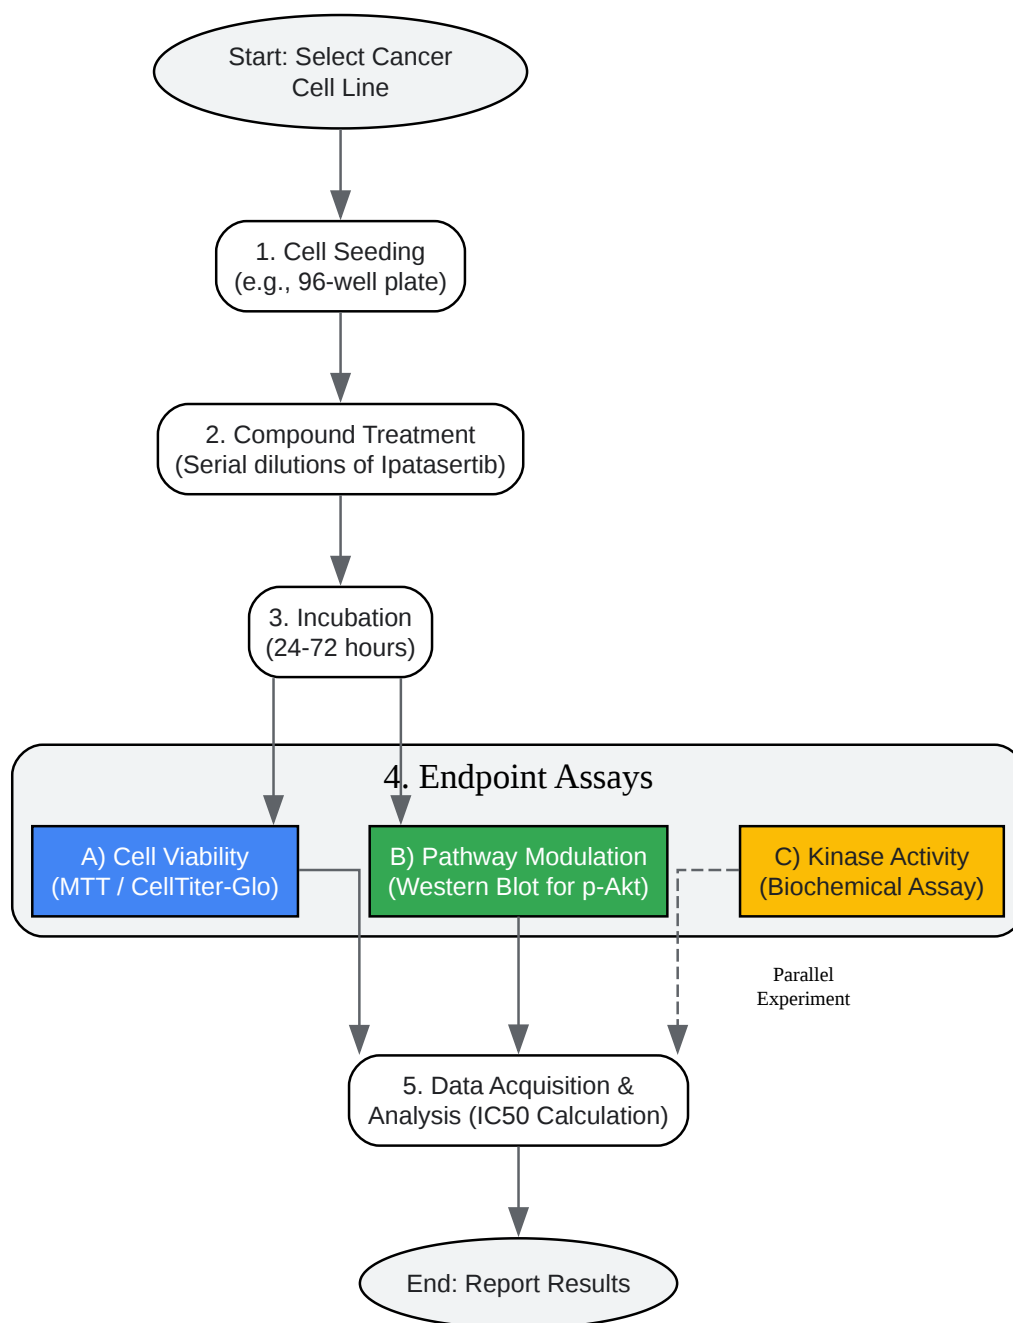 Start: Select Cancer
Cell Line
1. Cell Seeding
(e.g., 96-well plate)
2. Compound Treatment
(Serial dilutions of Ipatasertib)
3. Incubation
(24-72 hours)
4. Endpoint Assays
A) Cell Viability
(MTT / CellTiter-Glo)
B) Pathway Modulation
(Western Blot for p-Akt)
C) Kinase Activity
(Biochemical Assay)
Parallel
Experiment
5. Data Acquisition &
Analysis (IC50 Calculation)
End: Report Results